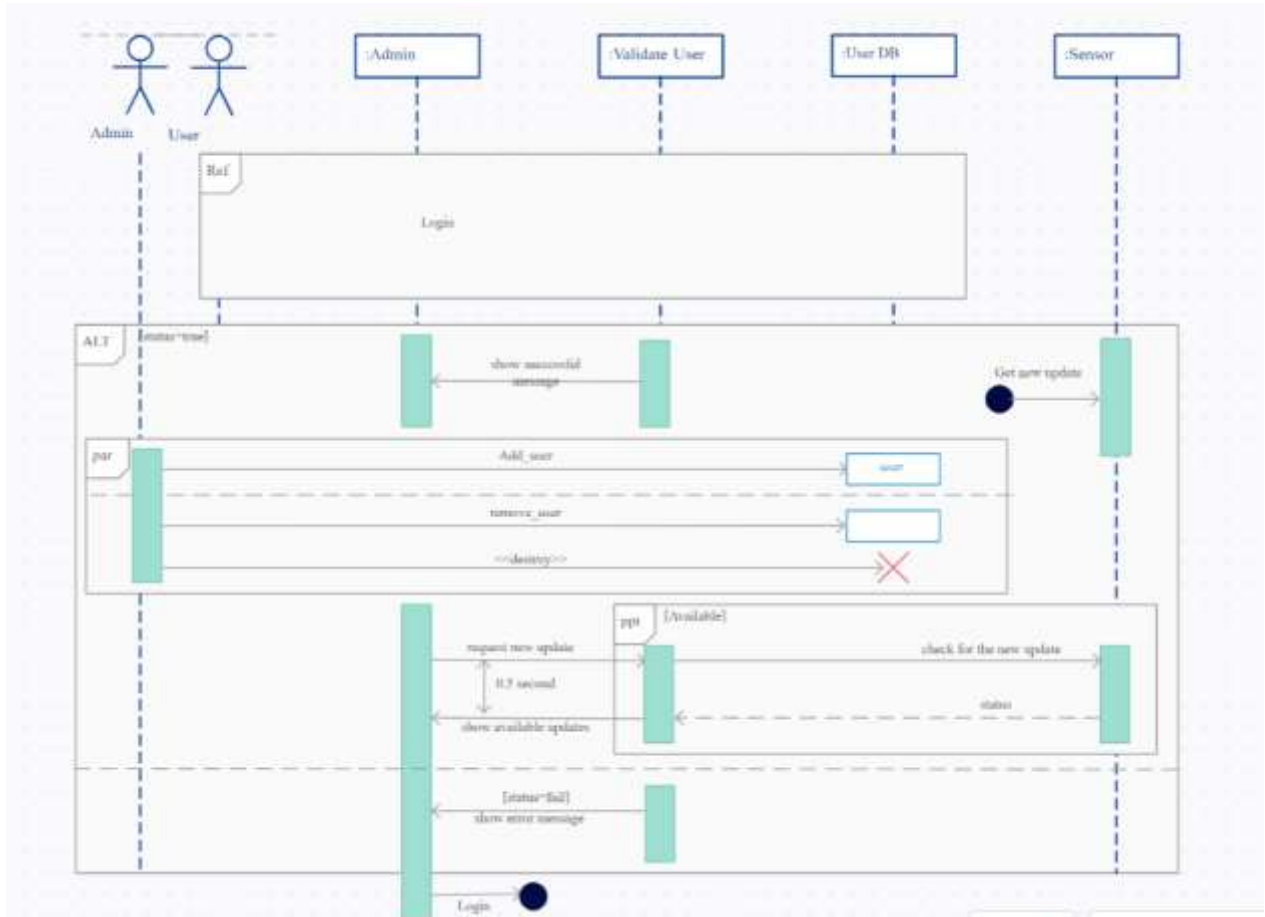 :Admin
:Validate User
:User DB
:Sensor
Admin
User
Ref
Login
ALT
[status=true]
show successful
message
Get new update
par
Add_user
user
remove_user
<<destroy>>
ppt
[Available]
request new update
check for the new update
0.5 second
status
show available updates
[status=fail]
show error message
Login